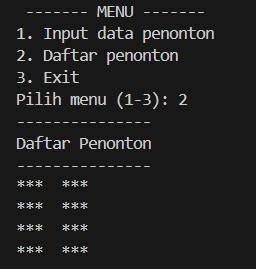 ------- MENU -------
1. Input data penonton
2. Daftar penonton
3. Exit
Pilih menu (1-3): 2
---------------
Daftar Penonton
---------------
***  ***
***  ***
***  ***
***  ***